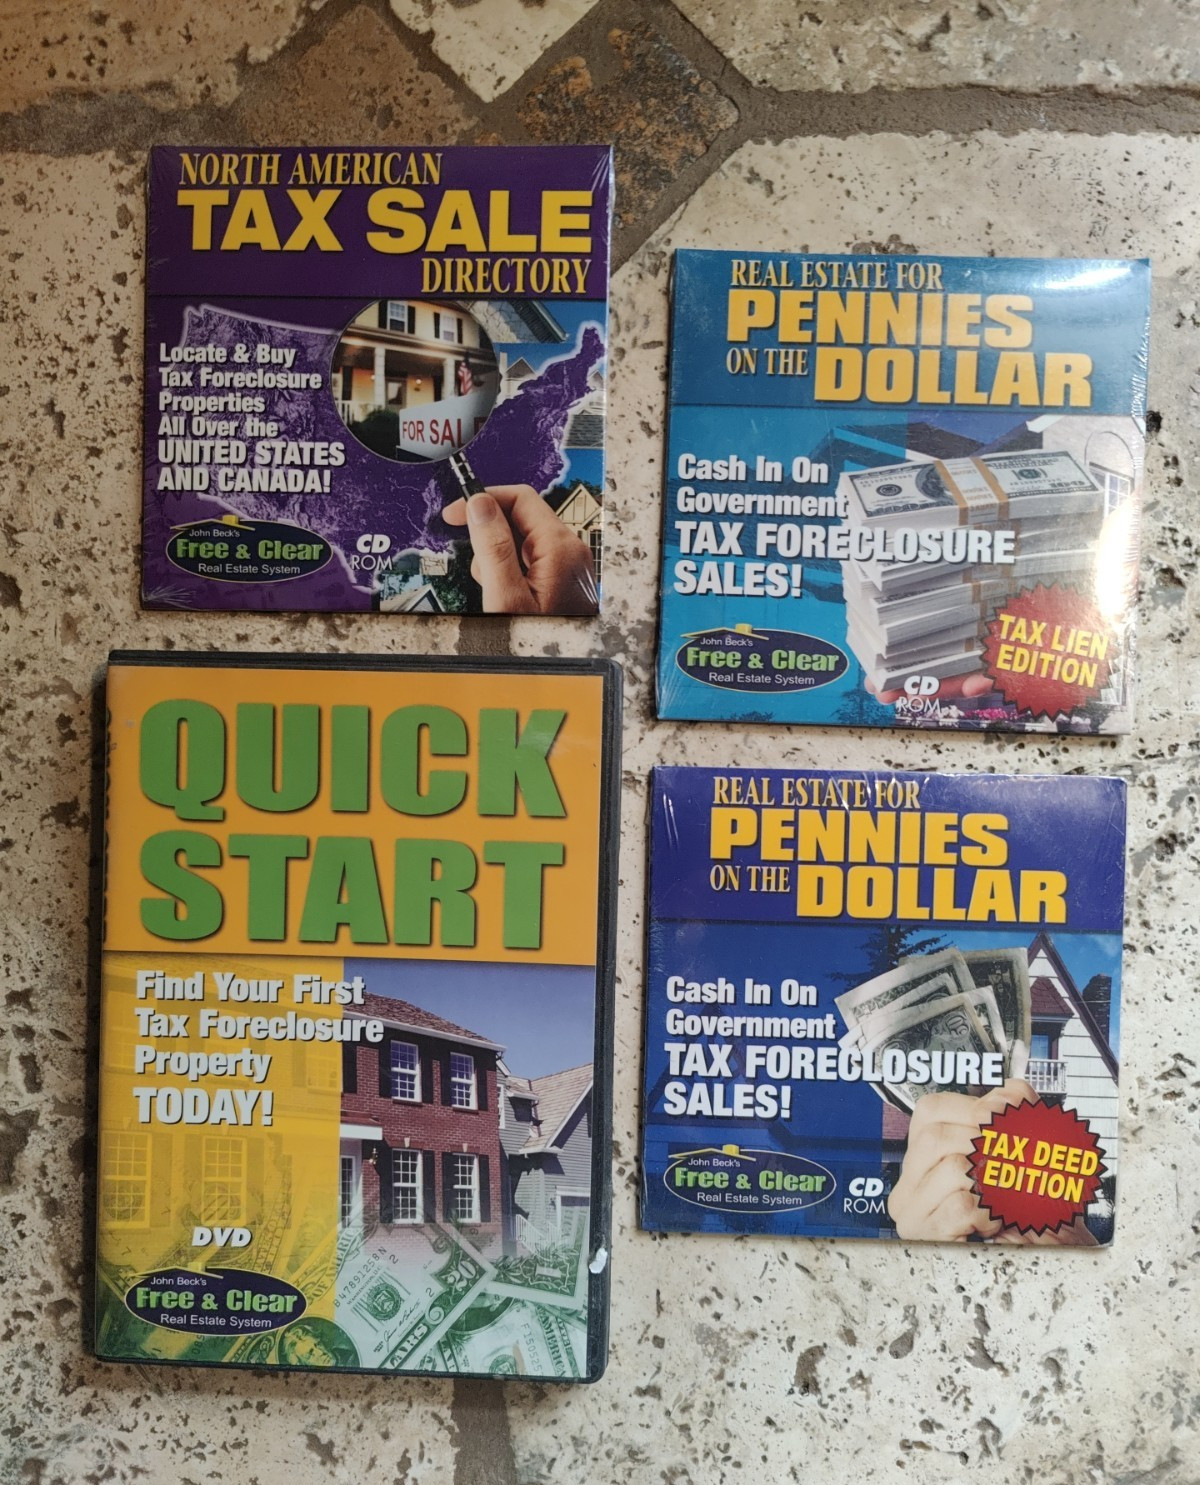 NORTH AMERICAN
TAX SALE
DIRECTORY
Locate & Buy
Tax Foreclosure
Properties
All Over the
UNITED STATES
AND CANADA!
FOR SAL
John Beck's
Free & Clear
Real Estate System
CD
ROM
REAL ESTATE FOR
PENNIES
ON THE DOLLAR
Cash In On
Government
TAX FORECLOSURE
SALES!
John Beck's
Free & Clear
Real Estate System
CD
ROM
TAX LIEN
EDITION
QUICK
START
Find Your First
Tax Foreclosure
Property
TODAY!
DVD
John Beck's
Free & Clear
Real Estate System
REAL ESTATE FOR
PENNIES
ON THE DOLLAR
Cash In On
Government
TAX FORECLOSURE
SALES!
John Beck's
Free & Clear
Real Estate System
CD
ROM
TAX DEED
EDITION